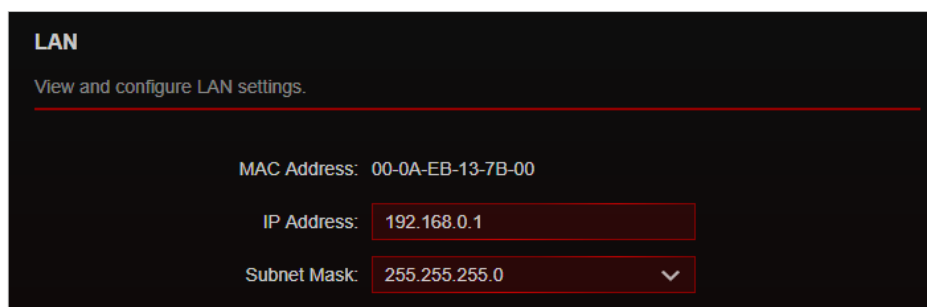 LAN
View and configure LAN settings.
MAC Address: 00-0A-EB-13-7B-00
IP Address: 192.168.0.1
Subnet Mask: 255.255.255.0